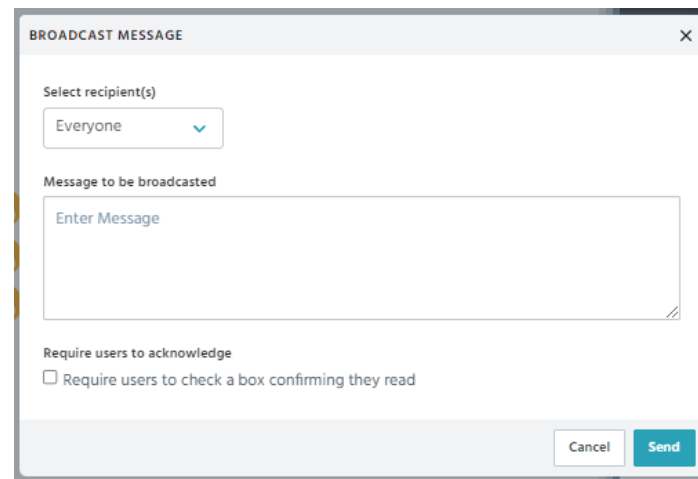 BROADCAST MESSAGE
Select recipient(s)
Everyone
Message to be broadcasted
Enter Message
Require users to acknowledge
Require users to check a box confirming they read
Cancel
Send